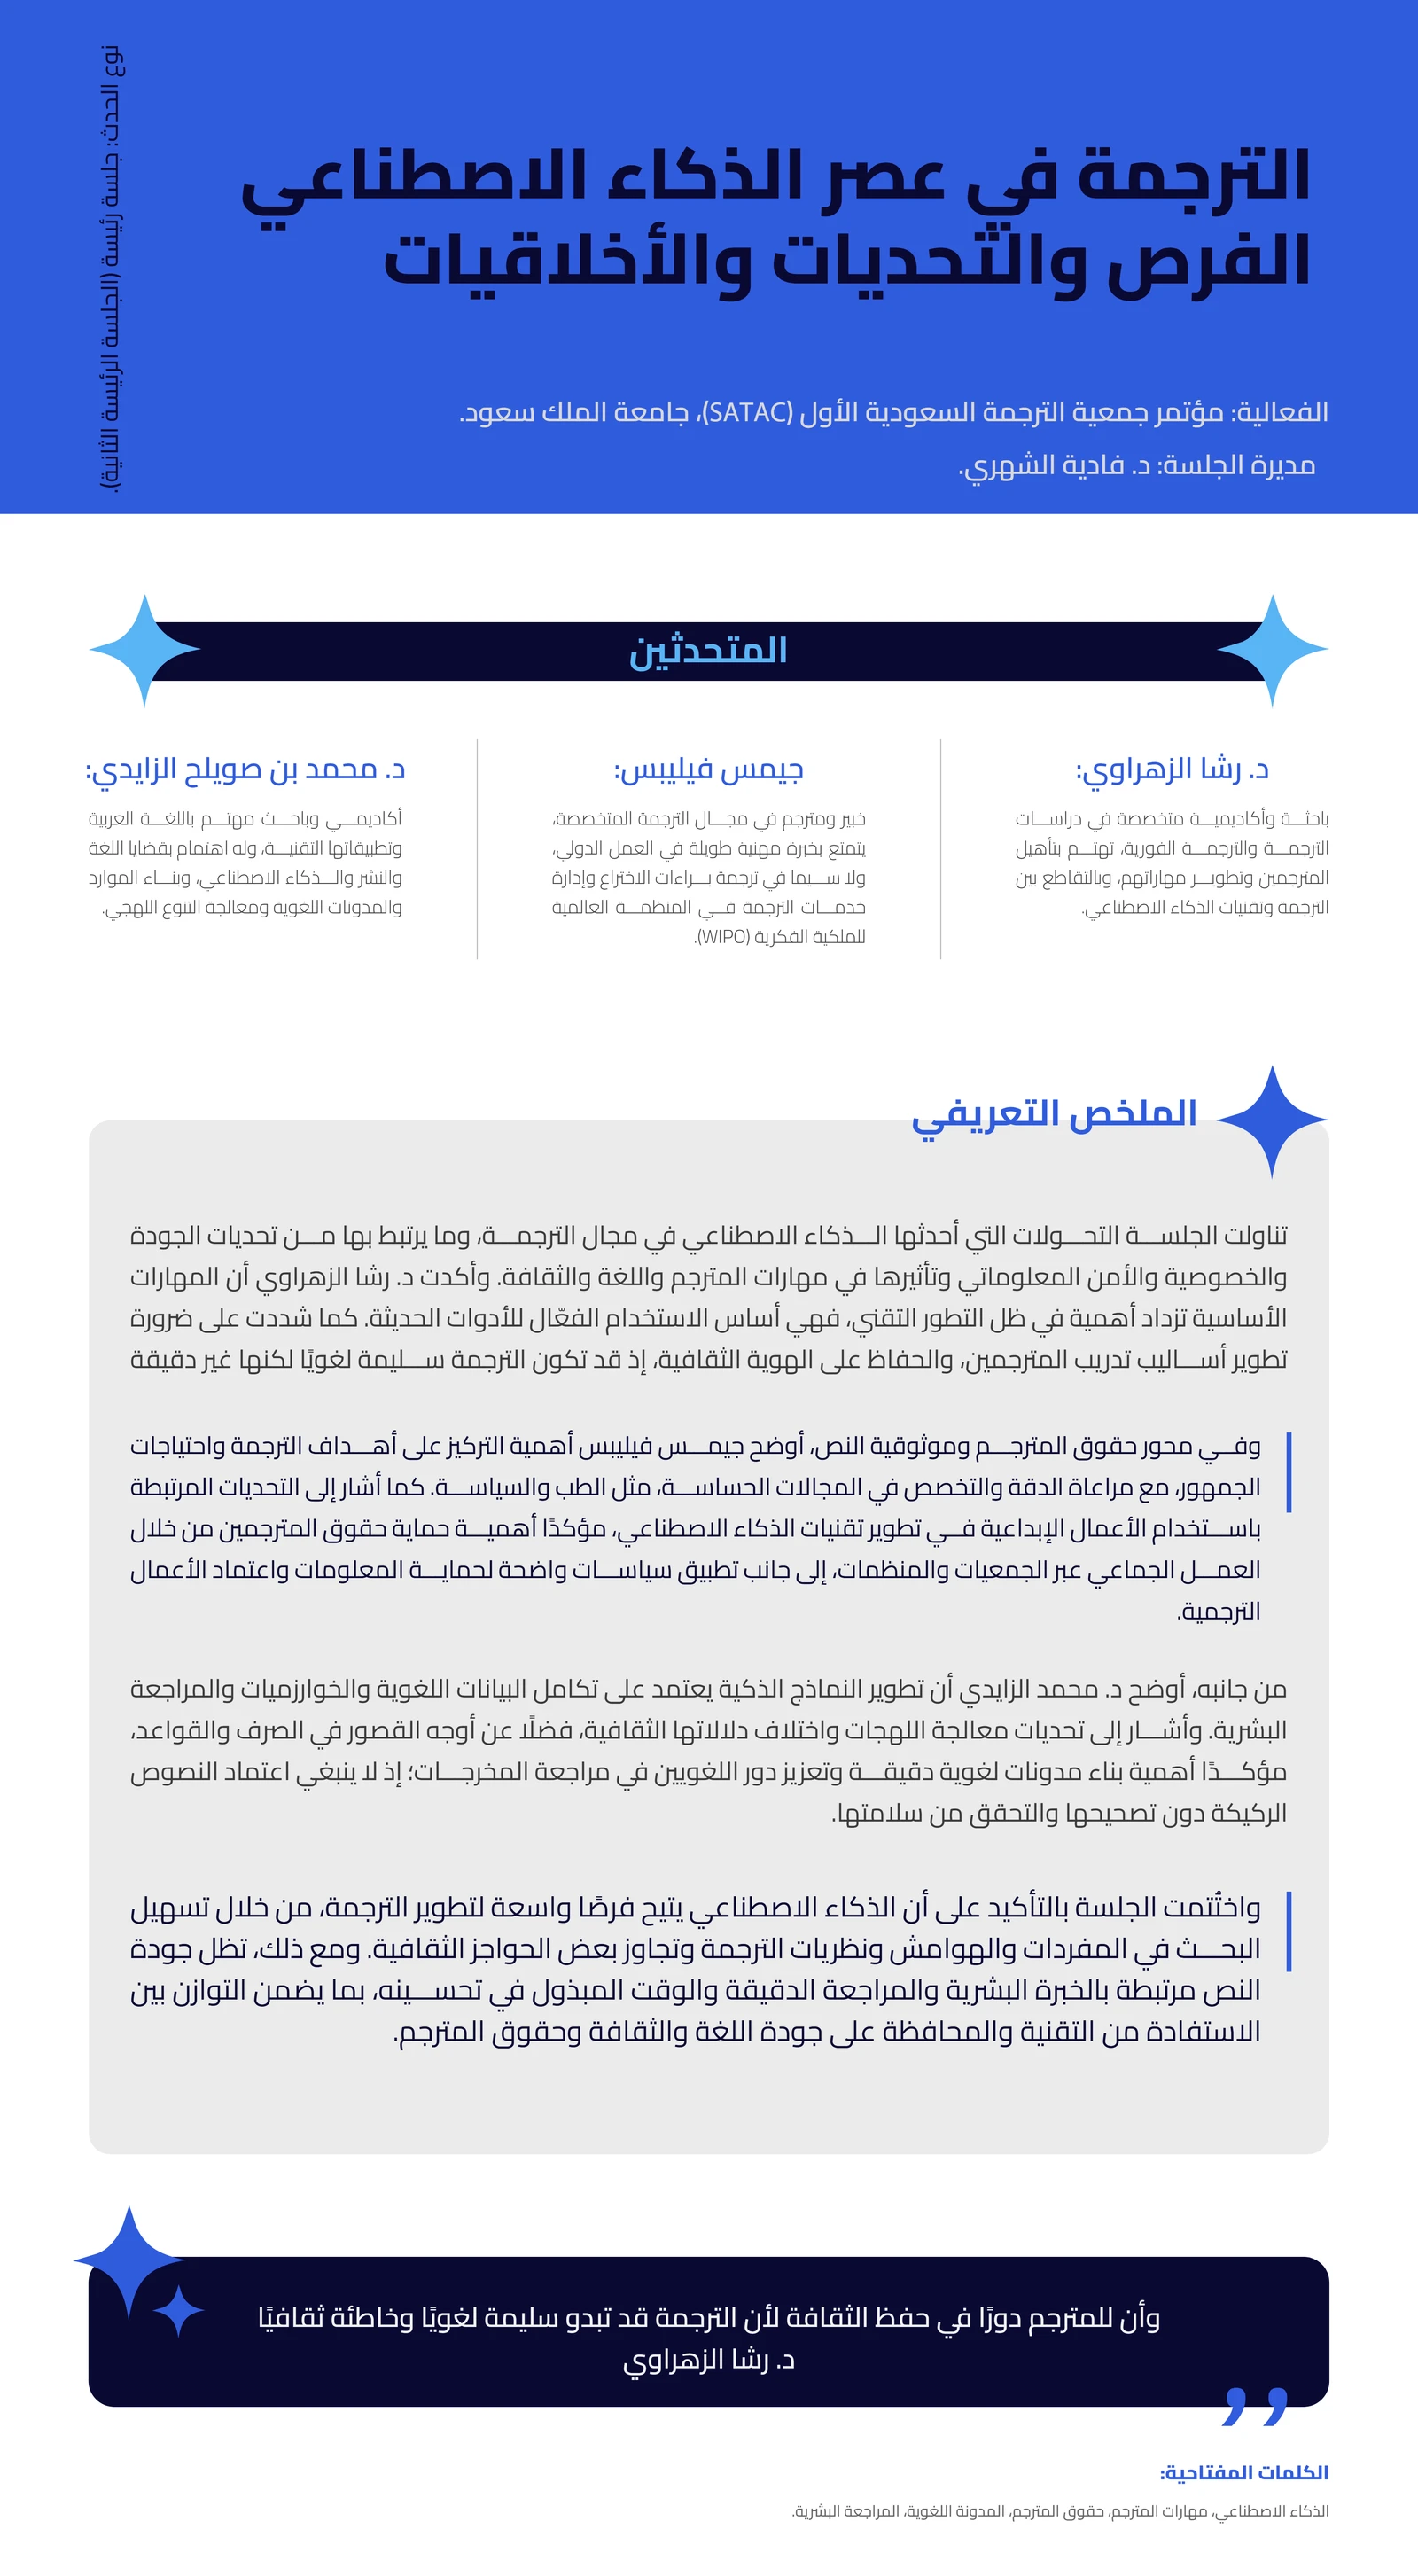 نوع الحدث: جلسة رئيسة (الجلسة الرئيسة الثانية).
الترجمة في عصر الذكاء الاصطناعي
الفرص والتحديات والأخلاقيات
الفعالية: مؤتمر جمعية الترجمة السعودية الأول (SATAC)، جامعة الملك سعود.
مديرة الجلسة: د. فادية الشهري.
المتحدثين
د. رشا الزهراوي:
باحثة وأكاديمية متخصصة في دراسات
الترجمة والترجمة الفورية، تهتم بتأهيل
المترجمين وتطوير مهاراتهم، وبالتقاطع بين
الترجمة وتقنيات الذكاء الاصطناعي.
جيمس فيليبس:
خبير ومترجم في مجال الترجمة المتخصصة،
يتمتع بخبرة مهنية طويلة في العمل الدولي،
ولا سيما في ترجمة براءات الاختراع وإدارة
خدمات الترجمة في المنظمة العالمية
للملكية الفكرية (WIPO).
د. محمد بن صويلح الزايدي:
أكاديمي وباحث مهتم باللغة العربية
وتطبيقاتها التقنية، وله اهتمام بقضايا اللغة
والنشر والذكاء الاصطناعي، وبناء الموارد
والمدونات اللغوية ومعالجة التنوع اللهجي.
الملخص التعريفي
تناولت الجلسة التحولات التي أحدثها الذكاء الاصطناعي في مجال الترجمة، وما يرتبط بها من تحديات الجودة
والخصوصية والأمن المعلوماتي وتأثيرها في مهارات المترجم واللغة والثقافة. وأكدت د. رشا الزهراوي أن المهارات
الأساسية تزداد أهمية في ظل التطور التقني، فهي أساس الاستخدام الفعّال للأدوات الحديثة. كما شددت على ضرورة
تطوير أساليب تدريب المترجمين، والحفاظ على الهوية الثقافية، إذ قد تكون الترجمة سليمة لغويًا لكنها غير دقيقة
وفي محور حقوق المترجم وموثوقية النص، أوضح جيمس فيليبس أهمية التركيز على أهداف الترجمة واحتياجات
الجمهور، مع مراعاة الدقة والتخصص في المجالات الحساسة، مثل الطب والسياسة. كما أشار إلى التحديات المرتبطة
باستخدام الأعمال الإبداعية في تطوير تقنيات الذكاء الاصطناعي، مؤكدًا أهمية حماية حقوق المترجمين من خلال
العمل الجماعي عبر الجمعيات والمنظمات، إلى جانب تطبيق سياسات واضحة لحماية المعلومات واعتماد الأعمال
الترجمية.
من جانبه، أوضح د. محمد الزايدي أن تطوير النماذج الذكية يعتمد على تكامل البيانات اللغوية والخوارزميات والمراجعة
البشرية. وأشار إلى تحديات معالجة اللهجات واختلاف دلالاتها الثقافية، فضلًا عن أوجه القصور في الصرف والقواعد،
مؤكدًا أهمية بناء مدونات لغوية دقيقة وتعزيز دور اللغويين في مراجعة المخرجات؛ إذ لا ينبغي اعتماد النصوص
الركيكة دون تصحيحها والتحقق من سلامتها.
واختُتمت الجلسة بالتأكيد على أن الذكاء الاصطناعي يتيح فرصًا واسعة لتطوير الترجمة، من خلال تسهيل
البحث في المفردات والهوامش ونظريات الترجمة وتجاوز بعض الحواجز الثقافية. ومع ذلك، تظل جودة
النص مرتبطة بالخبرة البشرية والمراجعة الدقيقة والوقت المبذول في تحسينه، بما يضمن التوازن بين
الاستفادة من التقنية والمحافظة على جودة اللغة والثقافة وحقوق المترجم.
وأن للمترجم دورًا في حفظ الثقافة لأن الترجمة قد تبدو سليمة لغويًا وخاطئة ثقافيًا
د. رشا الزهراوي
الكلمات المفتاحية:
الذكاء الاصطناعي، مهارات المترجم، حقوق المترجم، المدونة اللغوية، المراجعة البشرية.